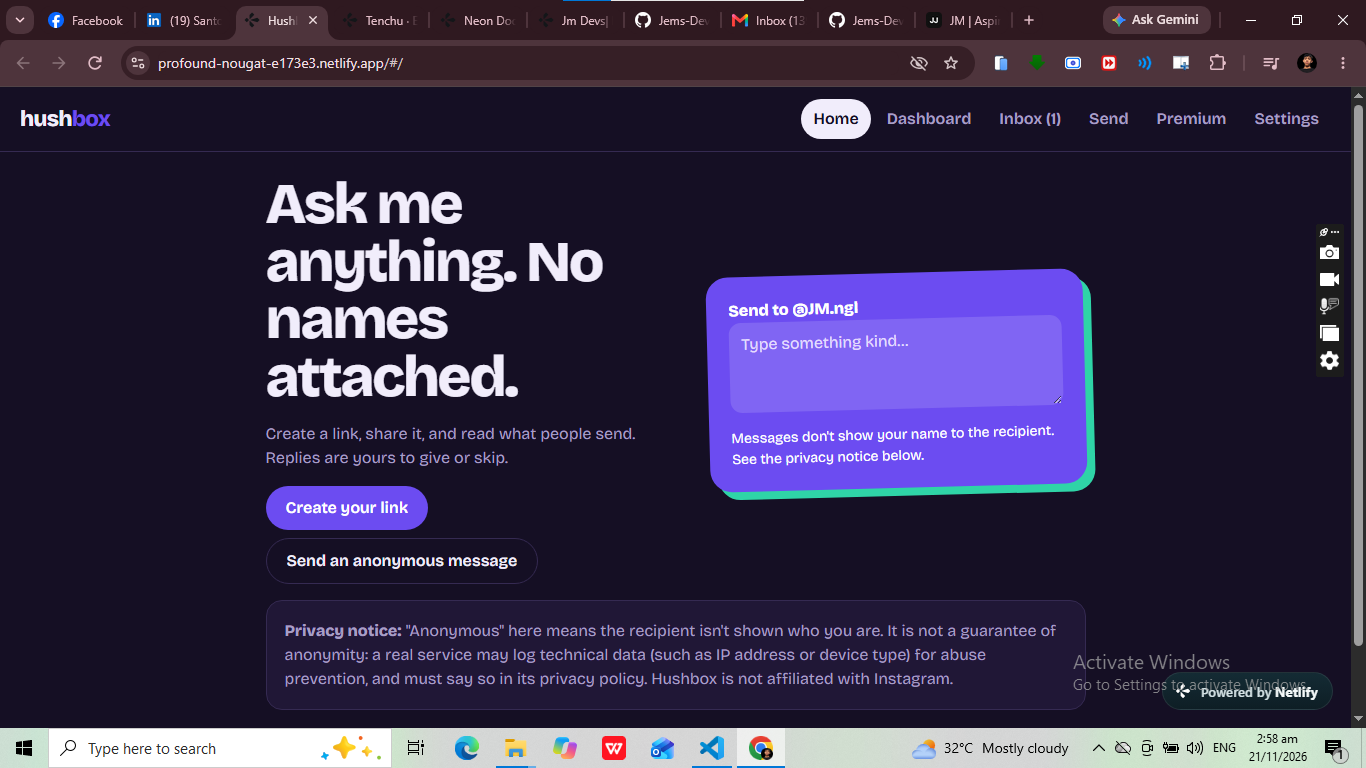 Facebook
(19) Santo
Hush
Tenchu - E
Neon Doo
Jm Devs|
Jems-Dev
Inbox (13
Jems-Dev
JM | Aspir
Ask Gemini
profound-nougat-e173e3.netlify.app/#/
hushbox
Home
Dashboard
Inbox (1)
Send
Premium
Settings
Ask me
anything. No
names
attached.
Create a link, share it, and read what people send.
Replies are yours to give or skip.
Create your link
Send an anonymous message
Send to @JM.ngl
Type something kind...
Messages don't show your name to the recipient.
See the privacy notice below.
Privacy notice: "Anonymous" here means the recipient isn't shown who you are. It is not a guarantee of
anonymity: a real service may log technical data (such as IP address or device type) for abuse
prevention, and must say so in its privacy policy. Hushbox is not affiliated with Instagram.
Activate Windows
Go to Settings to activate Windows.
Powered by Netlify
Type here to search
32°C Mostly cloudy
ENG
2:58 am
21/11/2026
1